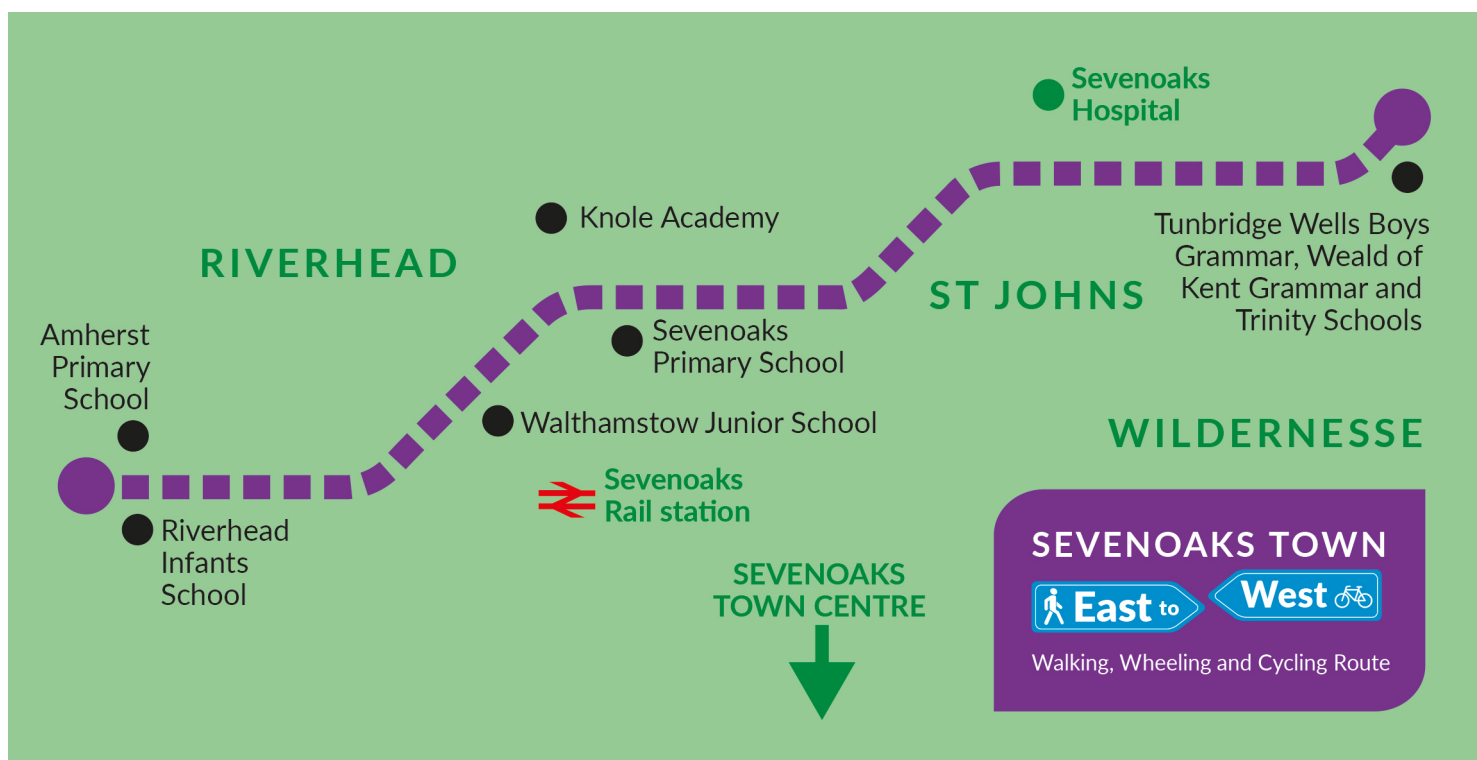 Sevenoaks
Hospital
Knole Academy
RIVERHEAD
Tunbridge Wells Boys
Grammar, Weald of
Kent Grammar and
Trinity Schools
ST JOHNS
Amherst
Primary
School
Sevenoaks
Primary School
Walthamstow Junior School
WILDERNESSE
Sevenoaks
Rail station
Riverhead
Infants
School
SEVENOAKS
TOWN CENTRE
SEVENOAKS TOWN
East to
West
Walking, Wheeling and Cycling Route